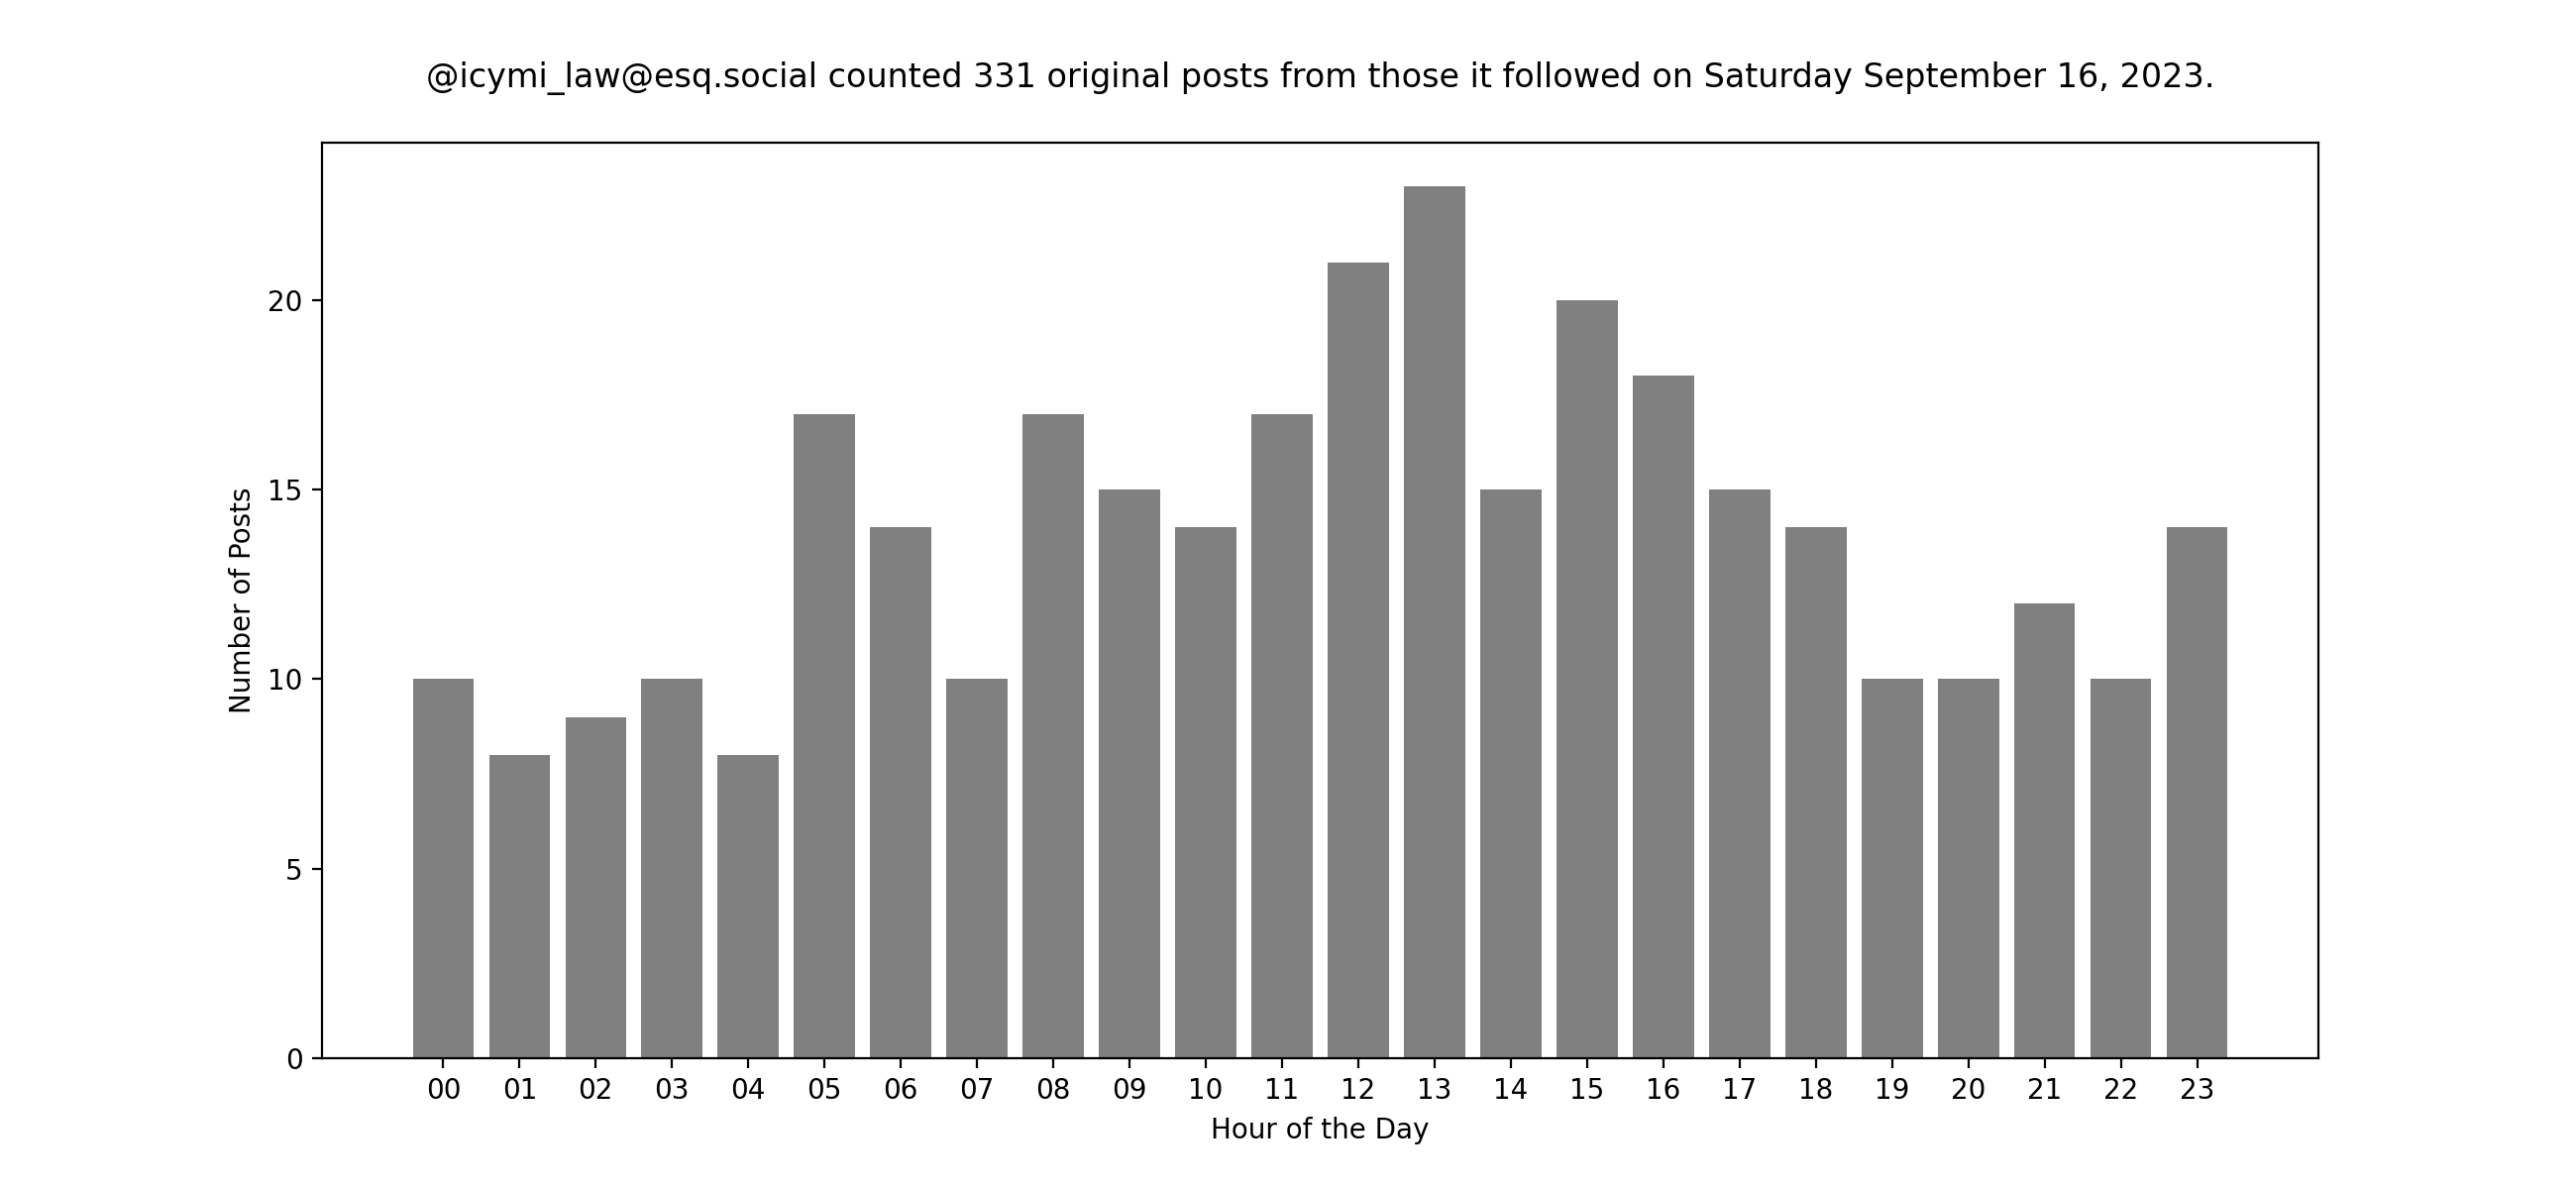 @icymi_law@esq.social counted 331 original posts from those it followed on Saturday September 16, 2023.
Number of Posts
20
15
10
5
0
00 01 02 03 04 05 06 07 08 09 10 11 12 13 14 15 16 17 18 19 20 21 22 23
Hour of the Day